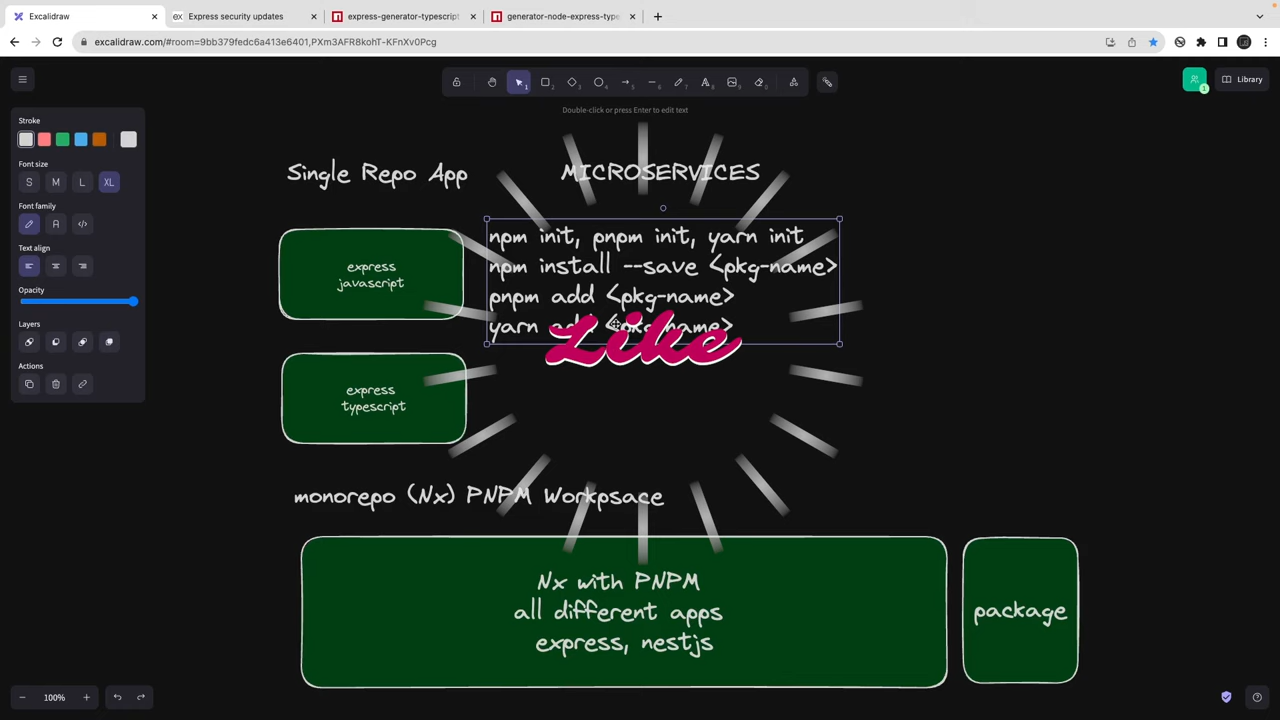 Excalidraw
Express security updates
express-generator-typescript
generator-node-express-type
excalidraw.com/#room=9bb379fedc6a413e6401,PXm3AFR8kohT-KFnXv0Pcg
Library
Double-click or press Enter to edit text
Stroke
Font size
S M L XL
Font family
A
Text align
Opacity
Layers
Actions
Single Repo App
MICROSERVICES
express
javascript
npm init, pnpm init, yarn init
npm install --save <pkg-name>
pnpm add <pkg-name>
yarn add <pkg-name>
Like
express
typescript
monorepo (Nx) PNPM Workpsace
Nx with PNPM
all different apps
express, nestjs
package
100%